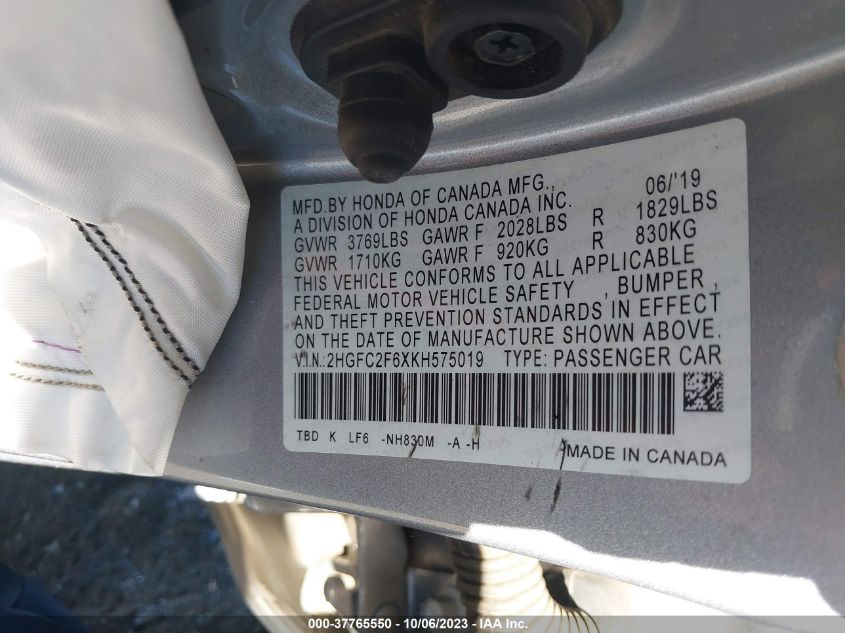 MFD.BY HONDA OF CANADA MFG., 06/'19
A DIVISION OF HONDA CANADA INC.
GVWR 3769LBS GAWR F 2028LBS R 1829LBS
GVWR 1710KG GAWR F 920KG R 830KG
THIS VEHICLE CONFORMS TO ALL APPLICABLE
FEDERAL MOTOR VEHICLE SAFETY , BUMPER ,
AND THEFT PREVENTION STANDARDS IN EFFECT
ON THE DATE OF MANUFACTURE SHOWN ABOVE.
V.I.N.:2HGFC2F6XKH575019 TYPE: PASSENGER CAR
TBD K LF6 -NH830M -A -H
MADE IN CANADA
000-37765550 - 10/06/2023 - IAA Inc.